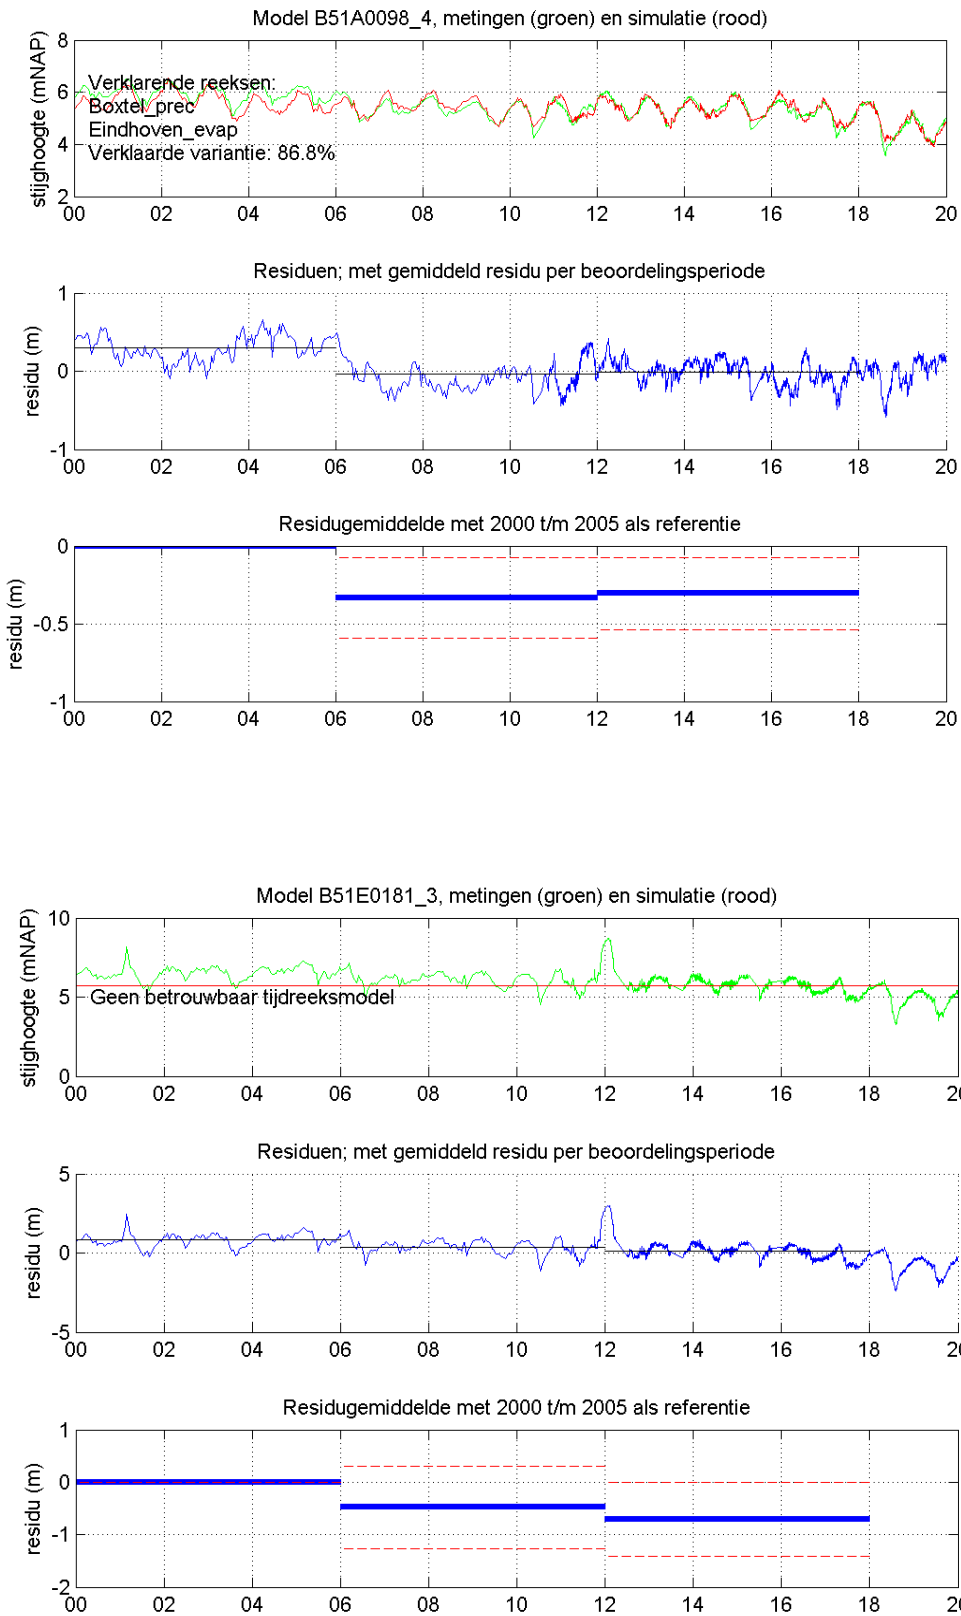 Model B51A0098_4, metingen (groen) en simulatie (rood)
stijghoogte (mNAP)
8
6
4
2
Verklarende reeksen:
Boxtel_prec
Eindhoven_evap
Verklaarde variantie: 86.8%
00 02 04 06 08 10 12 14 16 18 20
Residuen; met gemiddeld residu per beoordelingsperiode
residu (m)
1
0
-1
00 02 04 06 08 10 12 14 16 18 20
Residugemiddelde met 2000 t/m 2005 als referentie
residu (m)
0
-0.5
-1
00 02 04 06 08 10 12 14 16 18 20
Model B51E0181_3, metingen (groen) en simulatie (rood)
stijghoogte (mNAP)
10
5
0
Geen betrouwbaar tijdreeksmodel
00 02 04 06 08 10 12 14 16 18 20
Residuen; met gemiddeld residu per beoordelingsperiode
residu (m)
5
0
-5
00 02 04 06 08 10 12 14 16 18 20
Residugemiddelde met 2000 t/m 2005 als referentie
residu (m)
1
0
-1
-2
00 02 04 06 08 10 12 14 16 18 20